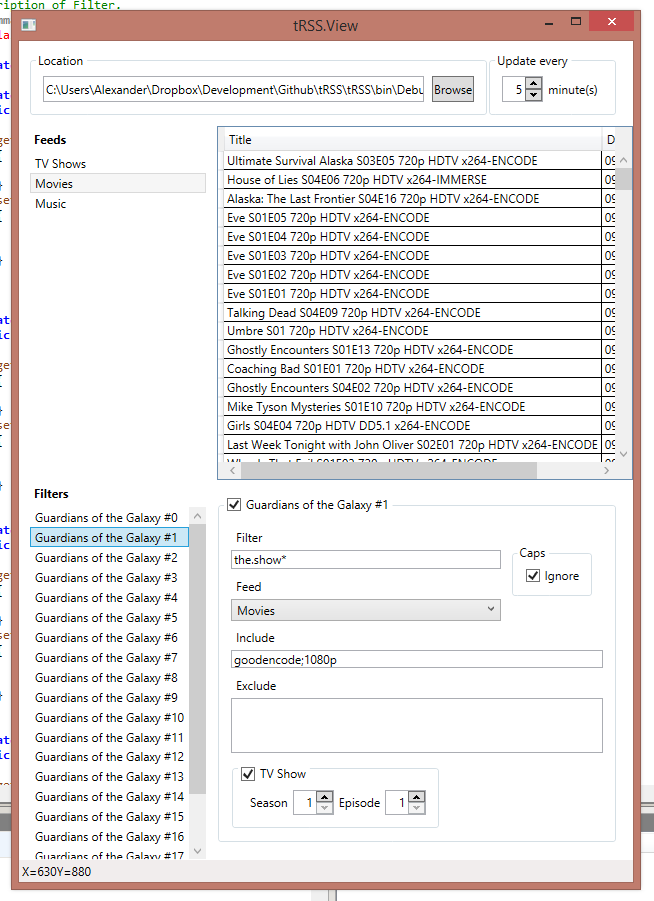 ription of Filter.
tRSS.View
Location
C:\Users\Alexander\Dropbox\Development\Github\tRSS\tRSS\bin\Debu
Browse
Update every
5
minute(s)
Feeds
TV Shows
Movies
Music
Title
D
Ultimate Survival Alaska S03E05 720p HDTV x264-ENCODE
09
House of Lies S04E06 720p HDTV x264-IMMERSE
09
Alaska: The Last Frontier S04E16 720p HDTV x264-ENCODE
09
Eve S01E05 720p HDTV x264-ENCODE
09
Eve S01E04 720p HDTV x264-ENCODE
09
Eve S01E03 720p HDTV x264-ENCODE
09
Eve S01E02 720p HDTV x264-ENCODE
09
Eve S01E01 720p HDTV x264-ENCODE
09
Talking Dead S04E09 720p HDTV x264-ENCODE
09
Umbre S01 720p HDTV x264-ENCODE
09
Ghostly Encounters S01E13 720p HDTV x264-ENCODE
09
Coaching Bad S01E01 720p HDTV x264-ENCODE
09
Ghostly Encounters S04E02 720p HDTV x264-ENCODE
09
Mike Tyson Mysteries S01E10 720p HDTV x264-ENCODE
09
Girls S04E04 720p HDTV DD5.1 x264-ENCODE
09
Last Week Tonight with John Oliver S02E01 720p HDTV x264-ENCODE
09
Filters
Guardians of the Galaxy #0
Guardians of the Galaxy #1
Guardians of the Galaxy #2
Guardians of the Galaxy #3
Guardians of the Galaxy #4
Guardians of the Galaxy #5
Guardians of the Galaxy #6
Guardians of the Galaxy #7
Guardians of the Galaxy #8
Guardians of the Galaxy #9
Guardians of the Galaxy #10
Guardians of the Galaxy #11
Guardians of the Galaxy #12
Guardians of the Galaxy #13
Guardians of the Galaxy #14
Guardians of the Galaxy #15
Guardians of the Galaxy #16
Guardians of the Galaxy #17
Guardians of the Galaxy #1
Filter
the.show*
Caps
Ignore
Feed
Movies
Include
goodencode;1080p
Exclude
TV Show
Season
1
Episode
1
X=630Y=880